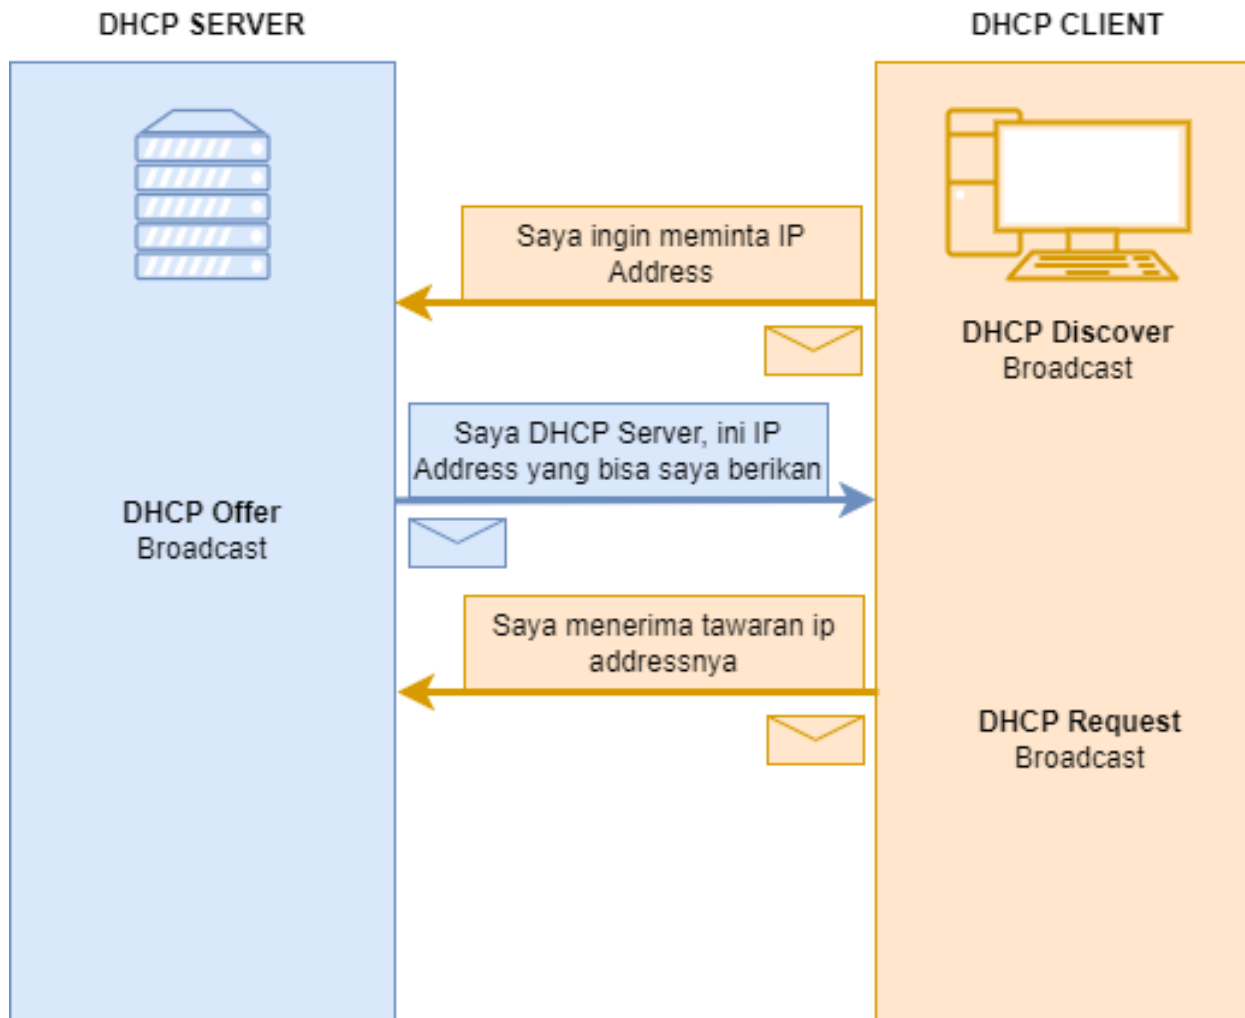 DHCP SERVER
DHCP CLIENT
Saya ingin meminta IP
Address
DHCP Discover
Broadcast
Saya DHCP Server, ini IP
Address yang bisa saya berikan
DHCP Offer
Broadcast
Saya menerima tawaran ip
addressnya
DHCP Request
Broadcast